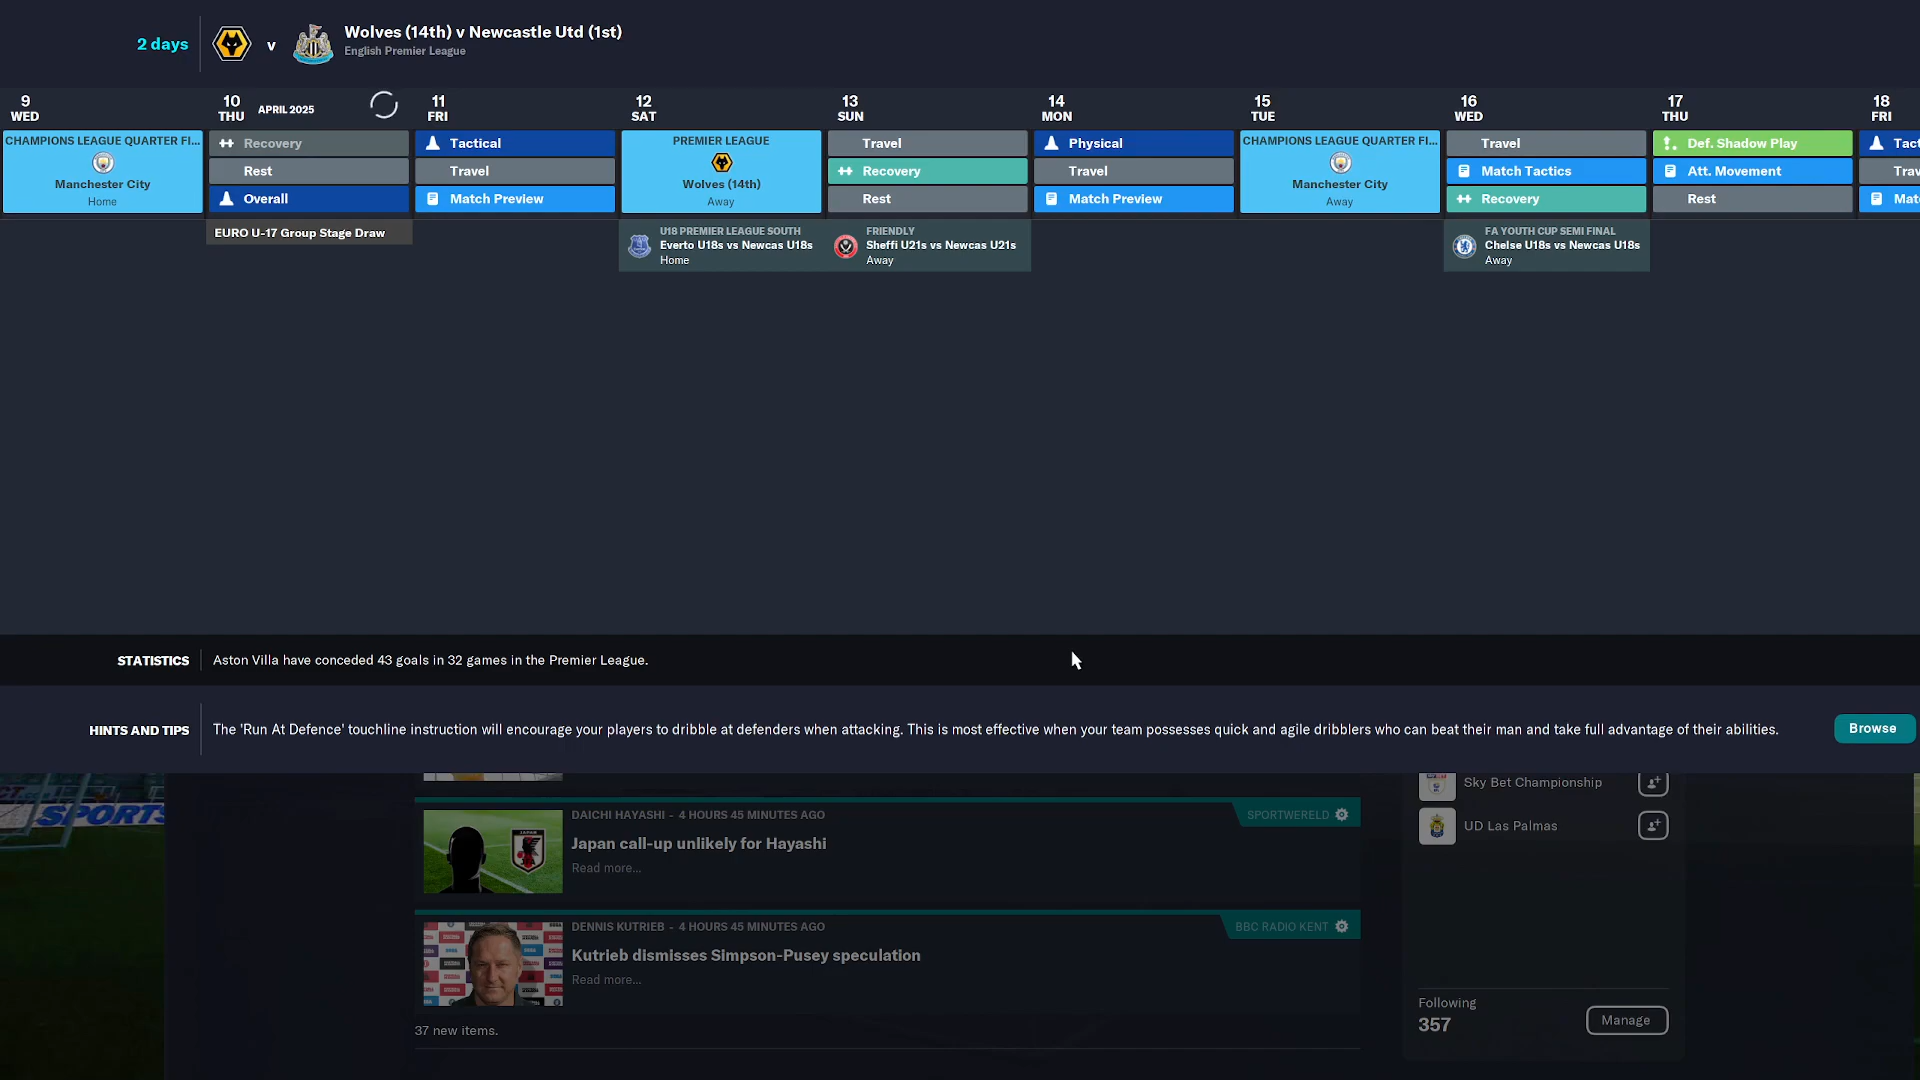 2 days
v
Wolves (14th) v Newcastle Utd (1st)
English Premier League
9
WED
10
THU
APRIL 2025
11
FRI
12
SAT
13
SUN
14
MON
15
TUE
16
WED
17
THU
18
FRI
CHAMPIONS LEAGUE QUARTER FI...
Manchester City
Home
Recovery
Rest
Overall
EURO U-17 Group Stage Draw
Tactical
Travel
Match Preview
PREMIER LEAGUE
Wolves (14th)
Away
U18 PREMIER LEAGUE SOUTH
Everto U18s vs Newcas U18s
Home
Travel
Recovery
Rest
FRIENDLY
Sheffi U21s vs Newcas U21s
Away
Physical
Travel
Match Preview
CHAMPIONS LEAGUE QUARTER FI...
Manchester City
Away
Travel
Match Tactics
Recovery
FA YOUTH CUP SEMI FINAL
Chelse U18s vs Newcas U18s
Away
Def. Shadow Play
Att. Movement
Rest
Tact
Trav
Matc
STATISTICS
Aston Villa have conceded 43 goals in 32 games in the Premier League.
HINTS AND TIPS
The 'Run At Defence' touchline instruction will encourage your players to dribble at defenders when attacking. This is most effective when your team possesses quick and agile dribblers who can beat their man and take full advantage of their abilities.
Browse
SPORTS
DAICHI HAYASHI - 4 HOURS 45 MINUTES AGO
SPORTWERELD
JAPAN
Japan call-up unlikely for Hayashi
Read more...
DENNIS KUTRIEB - 4 HOURS 45 MINUTES AGO
BBC RADIO KENT
Kutrieb dismisses Simpson-Pusey speculation
Read more...
37 new items.
Sky Bet Championship
UD Las Palmas
Following
357
Manage